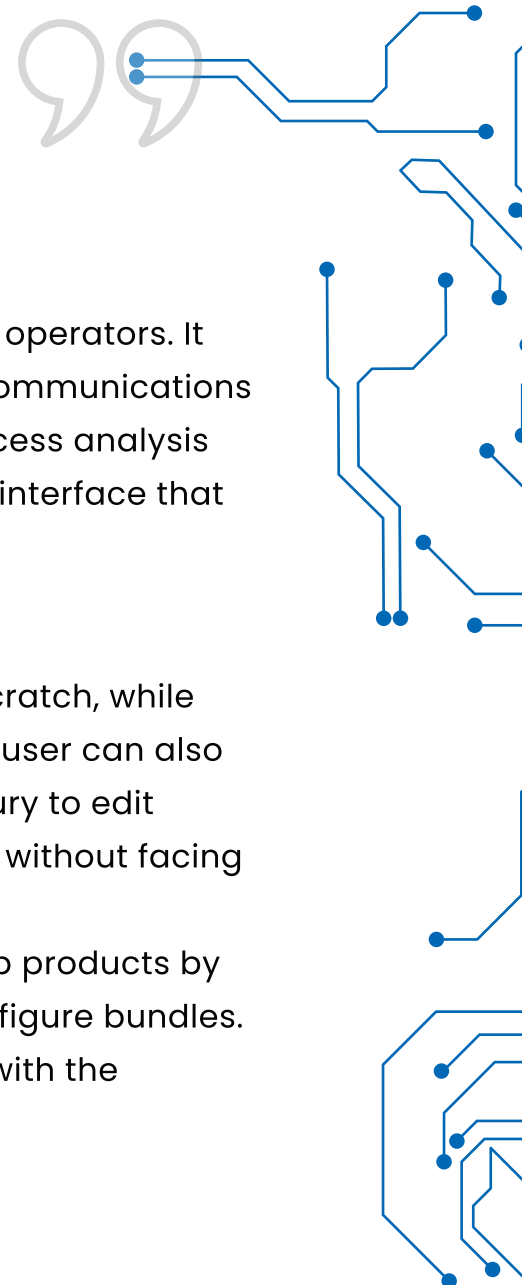 operators. It
ommunications
cess analysis
interface that
cratch, while
user can also
ury to edit
without facing
p products by
figure bundles.
with the